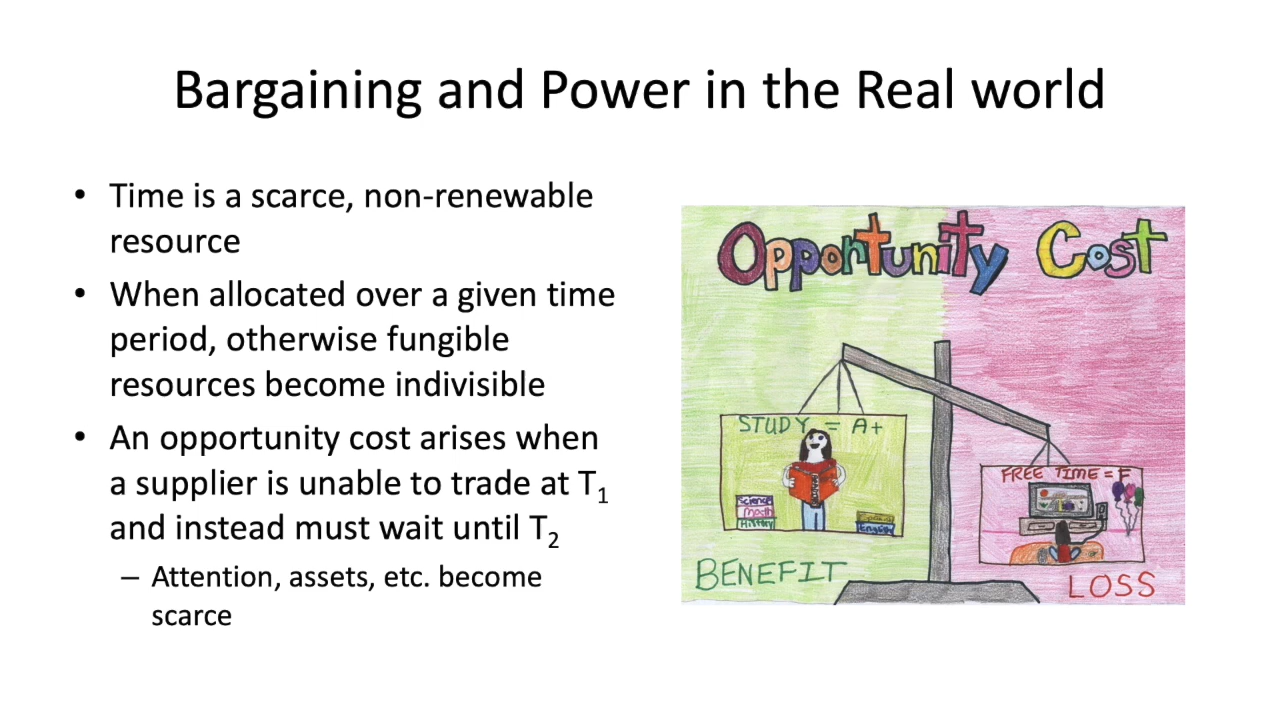 Bargaining and Power in the Real world
• Time is a scarce, non-renewable
resource
• When allocated over a given time
period, otherwise fungible
resources become indivisible
• An opportunity cost arises when
a supplier is unable to trade at T₁
and instead must wait until T₂
– Attention, assets, etc. become
scarce
Opportunity Cost
STUDY = A+
Science
Math
History
English
BENEFIT
FREE TIME = F
LOSS